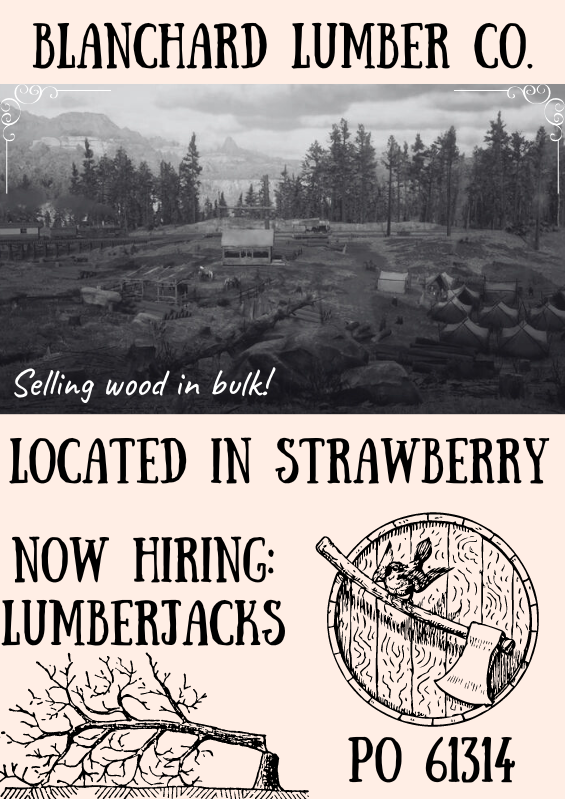 BLANCHARD LUMBER CO.
Selling wood in bulk!
LOCATED IN STRAWBERRY
NOW HIRING:
LUMBERJACKS
PO 61314